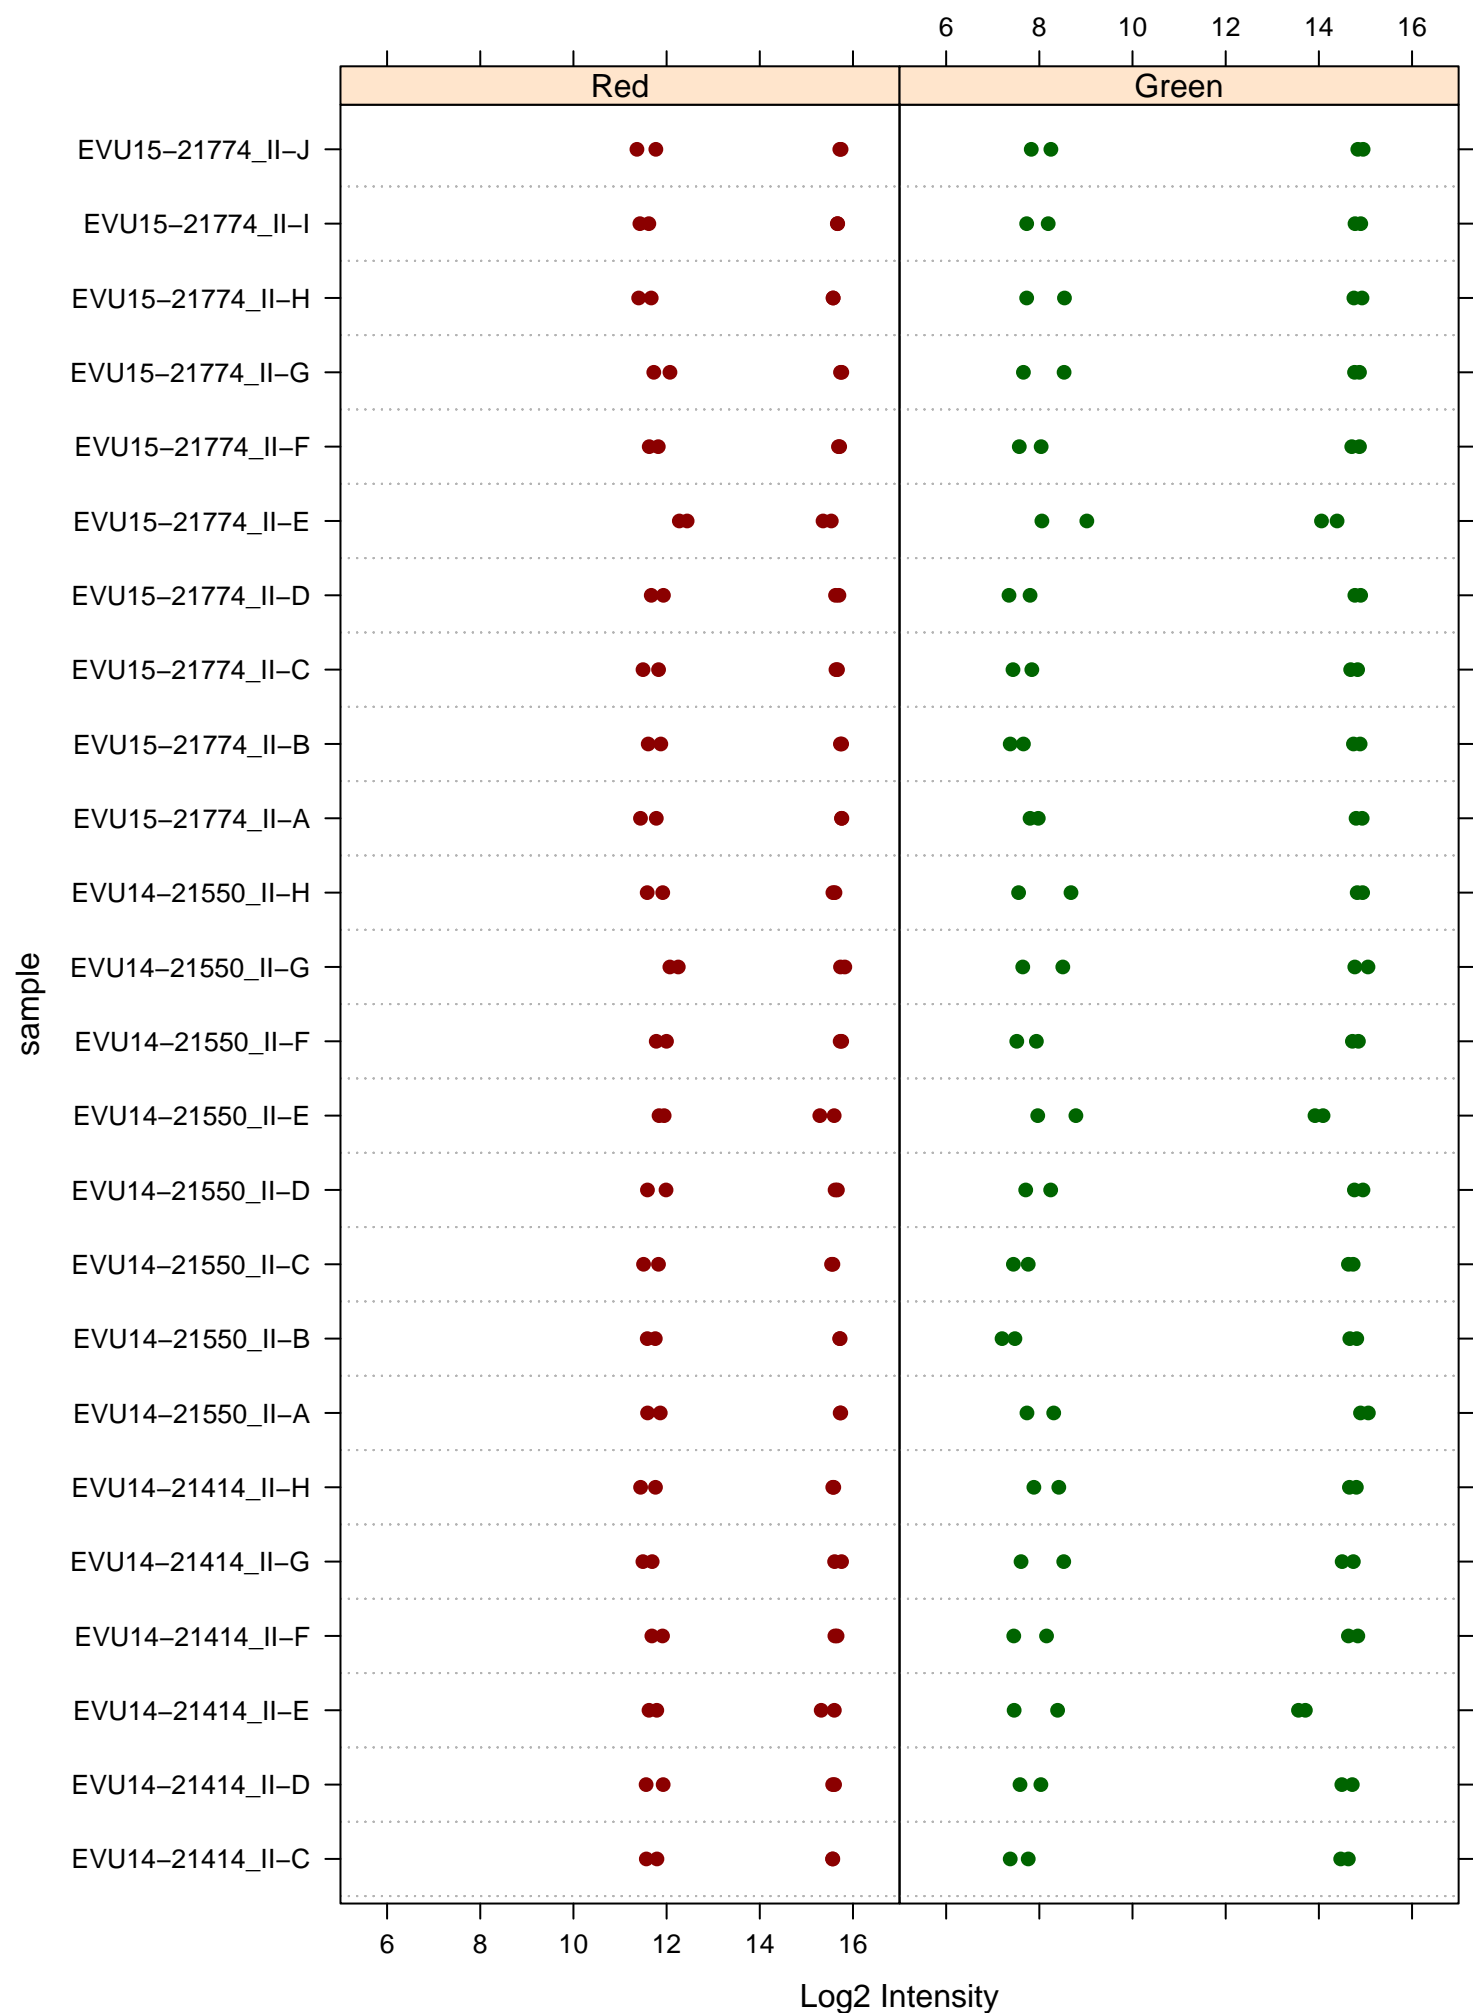 6 8 10 12 14 16
Red Green
EVU15−21774_II−J
EVU15−21774_II−I
EVU15−21774_II−H
EVU15−21774_II−G
EVU15−21774_II−F
EVU15−21774_II−E
EVU15−21774_II−D
EVU15−21774_II−C
EVU15−21774_II−B
EVU15−21774_II−A
EVU14−21550_II−H
EVU14−21550_II−G
EVU14−21550_II−F
EVU14−21550_II−E
EVU14−21550_II−D
EVU14−21550_II−C
EVU14−21550_II−B
EVU14−21550_II−A
EVU14−21414_II−H
EVU14−21414_II−G
EVU14−21414_II−F
EVU14−21414_II−E
EVU14−21414_II−D
EVU14−21414_II−C
sample
6 8 10 12 14 16
Log2 Intensity